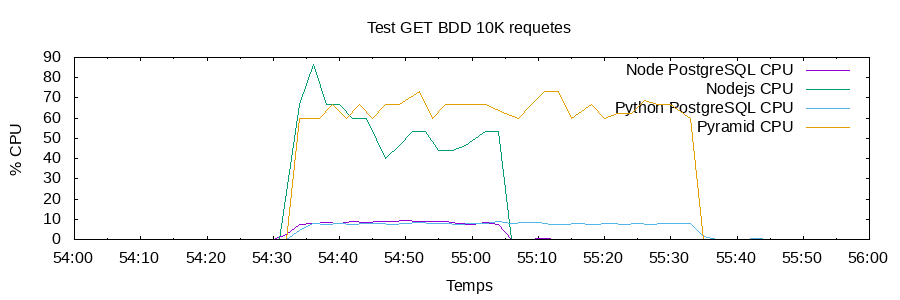 Test GET BDD 10K requetes
90
80
70
60
50
40
30
20
10
0
% CPU
Node PostgreSQL CPU
Nodejs CPU
Python PostgreSQL CPU
Pyramid CPU
54:00 54:10 54:20 54:30 54:40 54:50 55:00 55:10 55:20 55:30 55:40 55:50 56:00
Temps